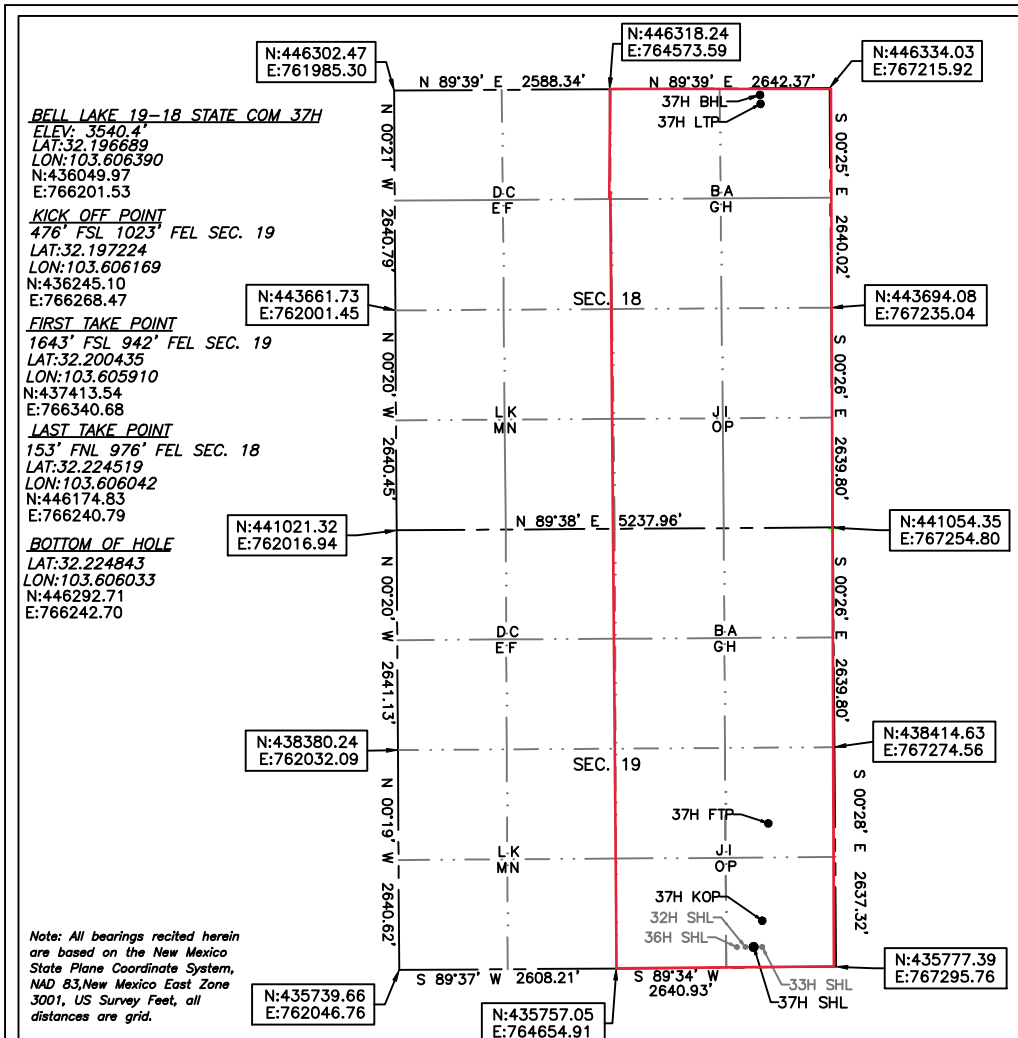 N:446302.47
E:761985.30
N:446318.24
E:764573.59
N:446334.03
E:767215.92
N 89°39' E 2588.34'
N 89°39' E 2642.37'
37H BHL
37H LTP
BELL LAKE 19-18 STATE COM 37H
ELEV: 3540.4'
LAT:32.196689
LON:103.606390
N:436049.97
E:766201.53
KICK OFF POINT
476' FSL 1023' FEL SEC. 19
LAT:32.197224
LON:103.606169
N:436245.10
E:766268.47
FIRST TAKE POINT
1643' FSL 942' FEL SEC. 19
LAT:32.200435
LON:103.605910
N:437413.54
E:766340.68
LAST TAKE POINT
153' FNL 976' FEL SEC. 18
LAT:32.224519
LON:103.606042
N:446174.83
E:766240.79
BOTTOM OF HOLE
LAT:32.224843
LON:103.606033
N:446292.71
E:766242.70
N 00°21' W 2640.79'
S 00°25' E 2640.02'
D C
E F
B A
G H
N:443661.73
E:762001.45
SEC. 18
N:443694.08
E:767235.04
N 00°20' W 2640.45'
S 00°26' E 2639.80'
L K
M N
J I
O P
N:441021.32
E:762016.94
N 89°38' E 5237.96'
N:441054.35
E:767254.80
N 00°20' W 2641.13'
S 00°26' E 2639.80'
D C
E F
B A
G H
N:438380.24
E:762032.09
SEC. 19
N:438414.63
E:767274.56
N 00°19' W 2640.62'
S 00°28' E 2637.32'
37H FTP
L K
M N
J I
O P
37H KOP
32H SHL
36H SHL
33H SHL
37H SHL
S 89°37' W 2608.21'
S 89°34' W
2640.93'
N:435739.66
E:762046.76
N:435757.05
E:764654.91
N:435777.39
E:767295.76
Note: All bearings recited herein
are based on the New Mexico
State Plane Coordinate System,
NAD 83,New Mexico East Zone
3001, US Survey Feet, all
distances are grid.